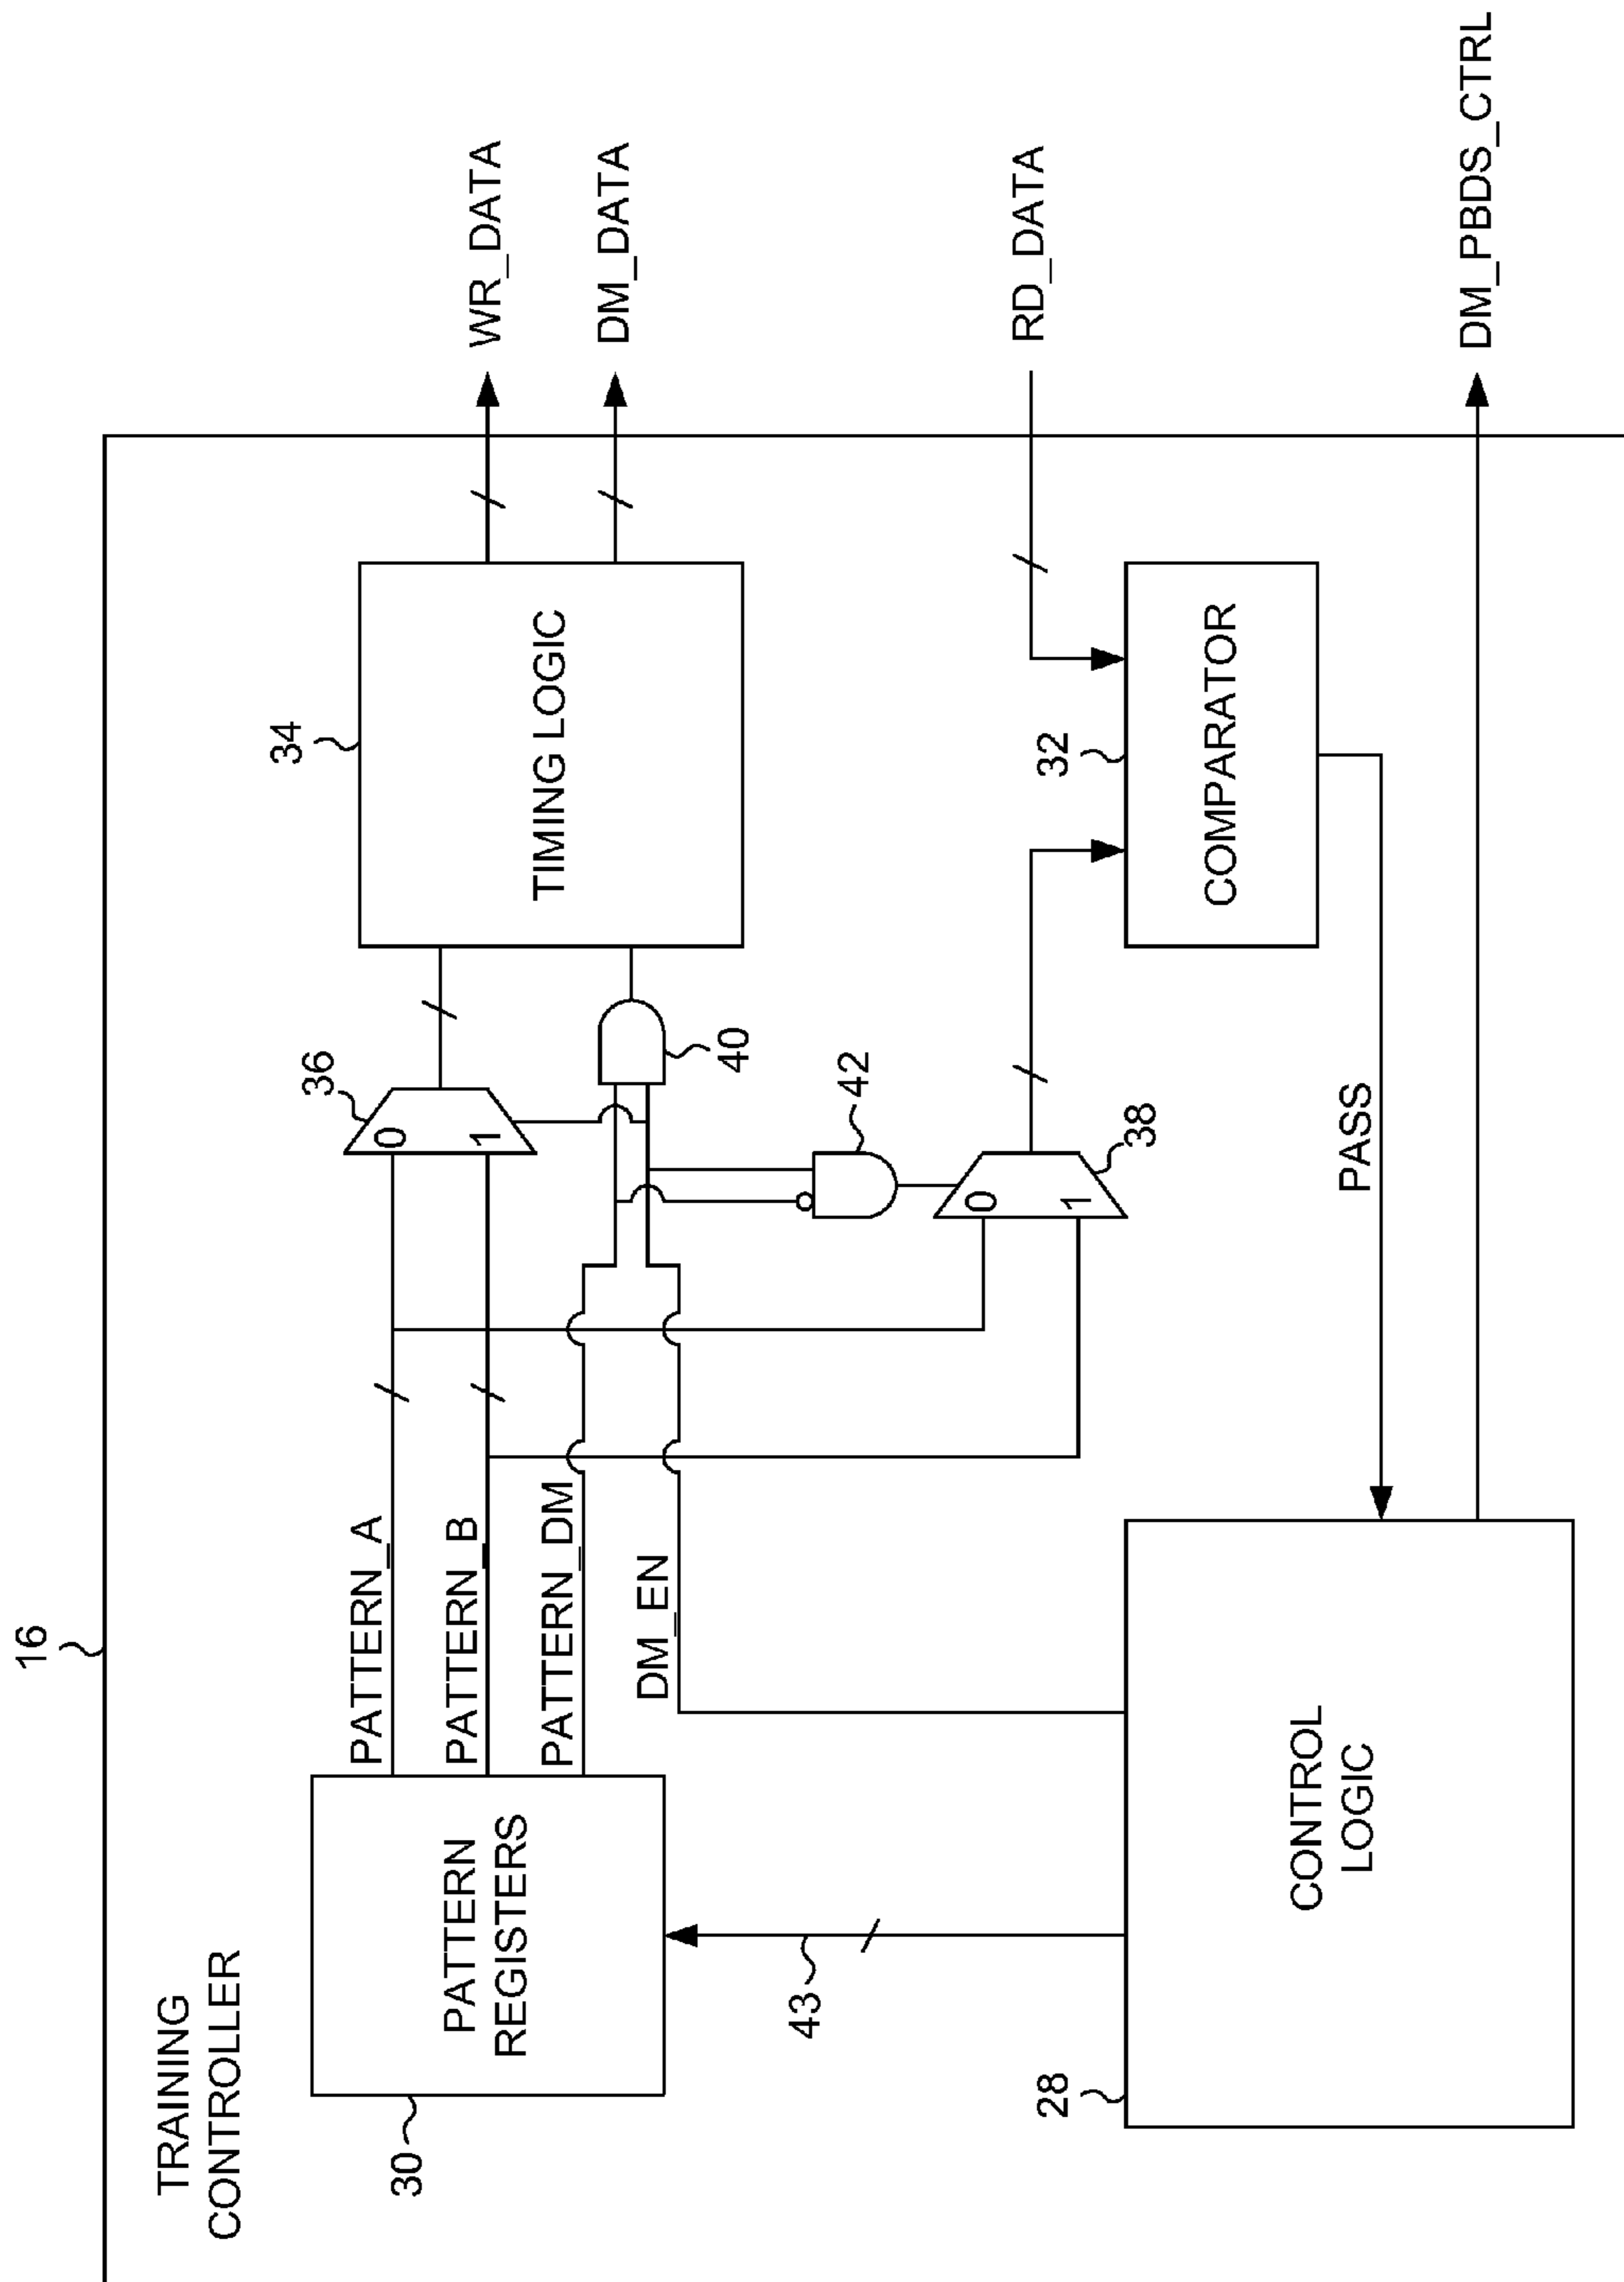 16
TRAINING
CONTROLLER
30
PATTERN
REGISTERS
PATTERN_A
PATTERN_B
PATTERN_DM
DM_EN
36
0
1
40
34
TIMING LOGIC
WR_DATA
DM_DATA
42
0
1
38
43
32
COMPARATOR
RD_DATA
28
CONTROL
LOGIC
PASS
DM_PBDS_CTRL